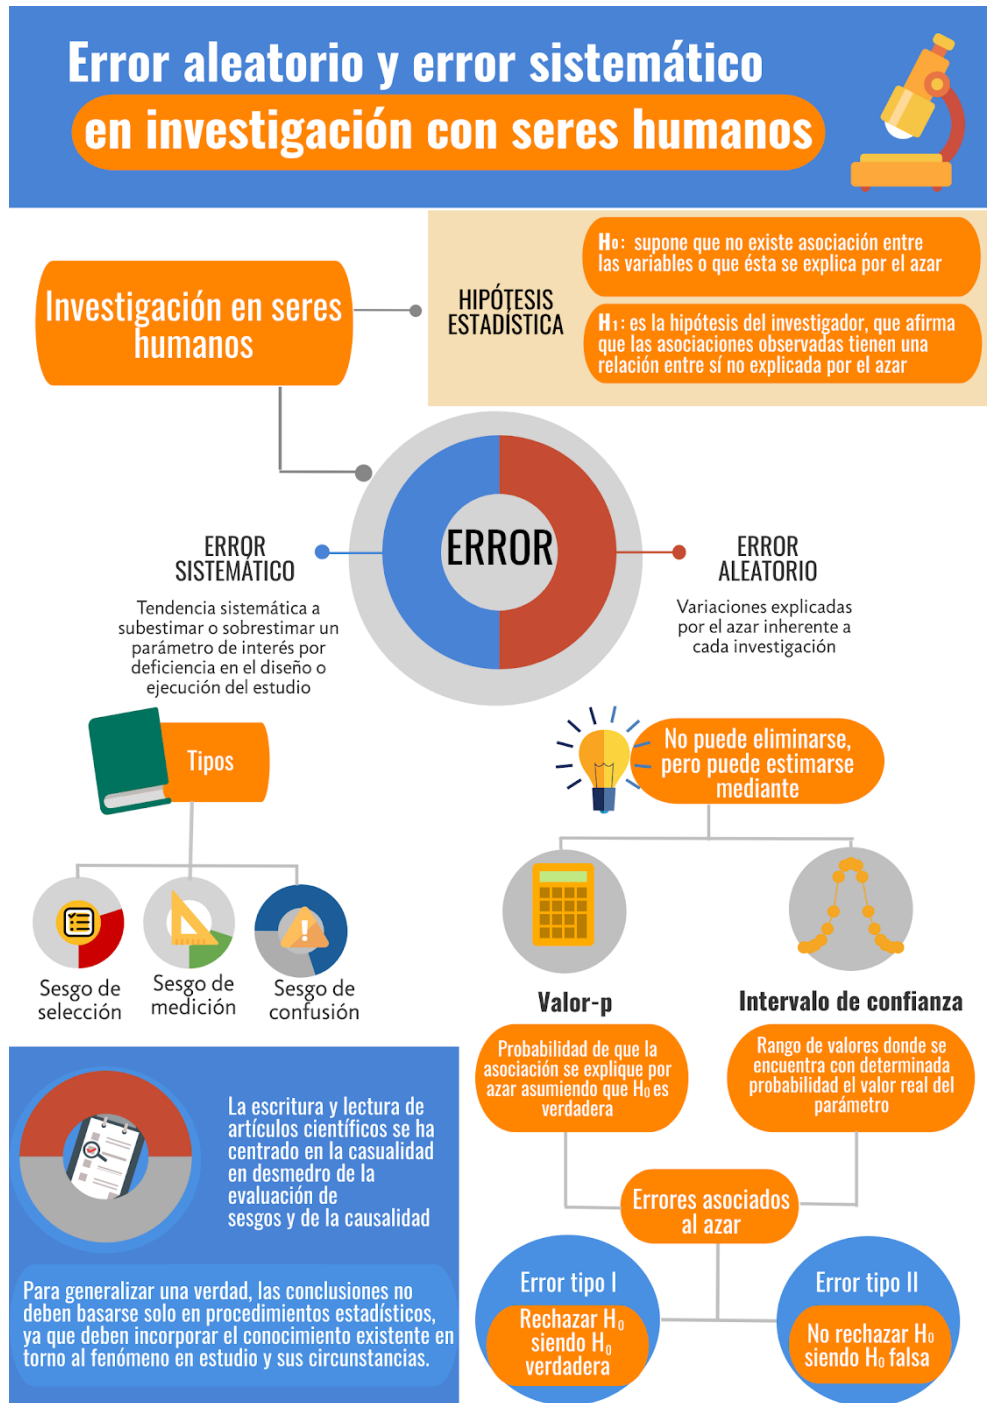 Error aleatorio y error sistemático
en investigación con seres humanos
Investigación en seres
humanos
HIPÓTESIS
ESTADÍSTICA
H₀: supone que no existe asociación entre
las variables o que ésta se explica por el azar
H₁: es la hipótesis del investigador, que afirma
que las asociaciones observadas tienen una
relación entre sí no explicada por el azar
ERROR
ERROR
SISTEMÁTICO
Tendencia sistemática a
subestimar o sobrestimar un
parámetro de interés por
deficiencia en el diseño o
ejecución del estudio
ERROR
ALEATORIO
Variaciones explicadas
por el azar inherente a
cada investigación
Tipos
Sesgo de
selección
Sesgo de
medición
Sesgo de
confusión
No puede eliminarse,
pero puede estimarse
mediante
Valor-p
Probabilidad de que la
asociación se explique por
azar asumiendo que H₀ es
verdadera
Intervalo de confianza
Rango de valores donde se
encuentra con determinada
probabilidad el valor real del
parámetro
Errores asociados
al azar
Error tipo I
Rechazar H₀
siendo H₀
verdadera
Error tipo II
No rechazar H₀
siendo H₀ falsa
La escritura y lectura de
artículos científicos se ha
centrado en la casualidad
en desmedro de la
evaluación de
sesgos y de la causalidad
Para generalizar una verdad, las conclusiones no
deben basarse solo en procedimientos estadísticos,
ya que deben incorporar el conocimiento existente en
torno al fenómeno en estudio y sus circunstancias.